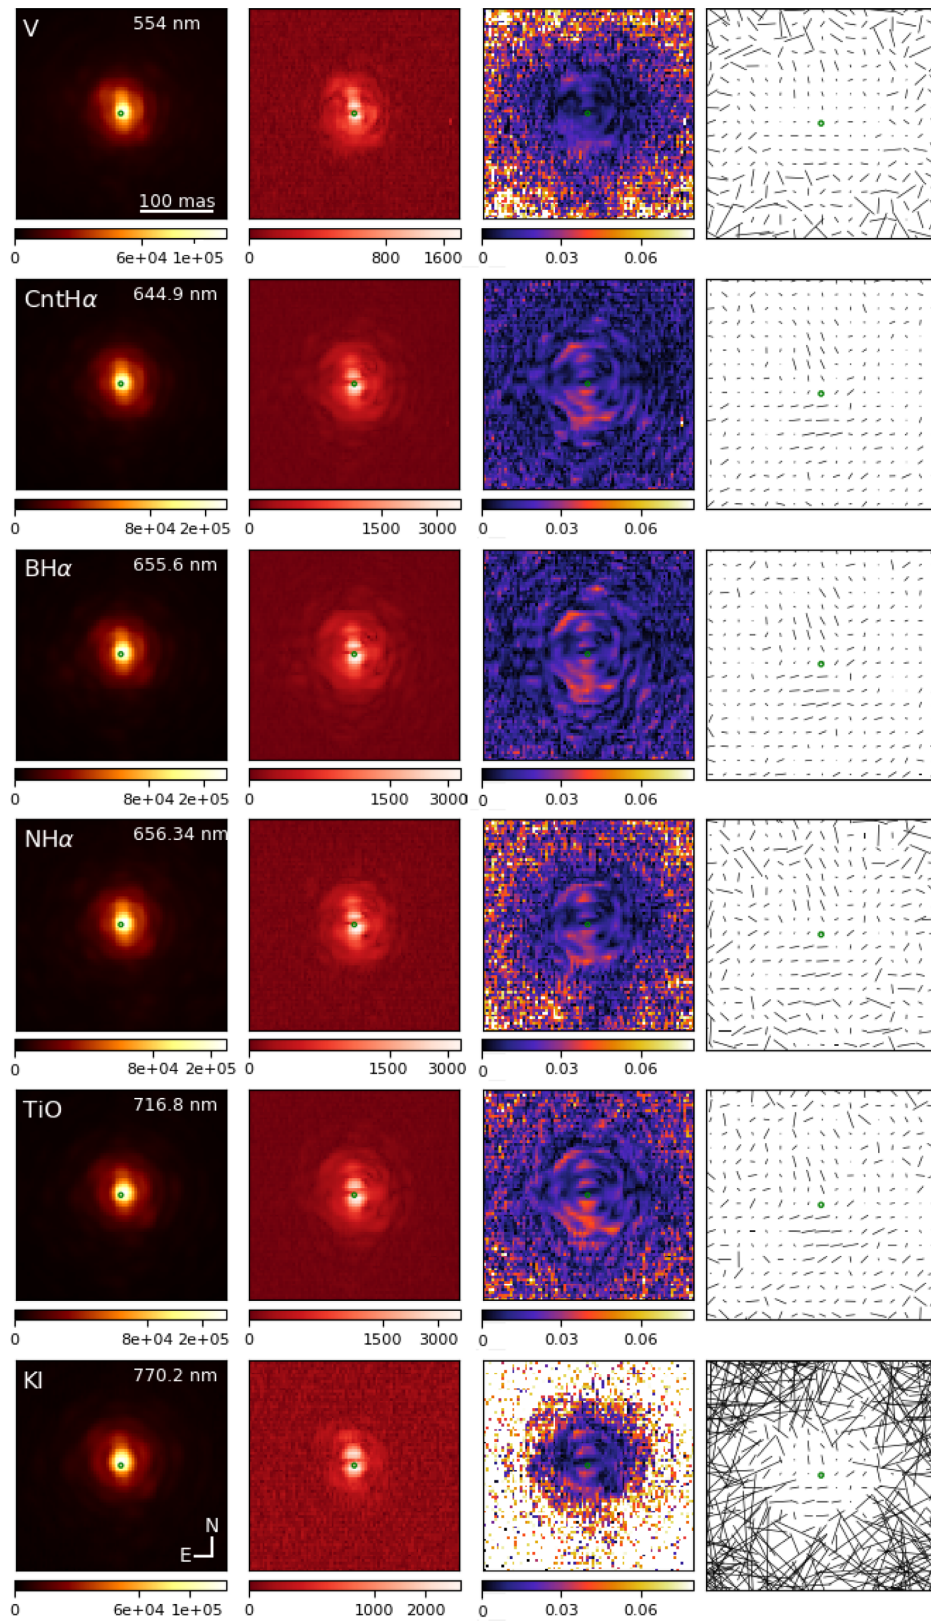 V 554 nm
100 mas
0 6e+04 1e+05 0 800 1600 0 0.03 0.06
CntHα 644.9 nm
0 8e+04 2e+05 0 1500 3000 0 0.03 0.06
BHα 655.6 nm
0 8e+04 2e+05 0 1500 3000 0 0.03 0.06
NHα 656.34 nm
0 8e+04 2e+05 0 1500 3000 0 0.03 0.06
TiO 716.8 nm
0 8e+04 2e+05 0 1500 3000 0 0.03 0.06
KI 770.2 nm
N
E
0 6e+04 1e+05 0 1000 2000 0 0.03 0.06